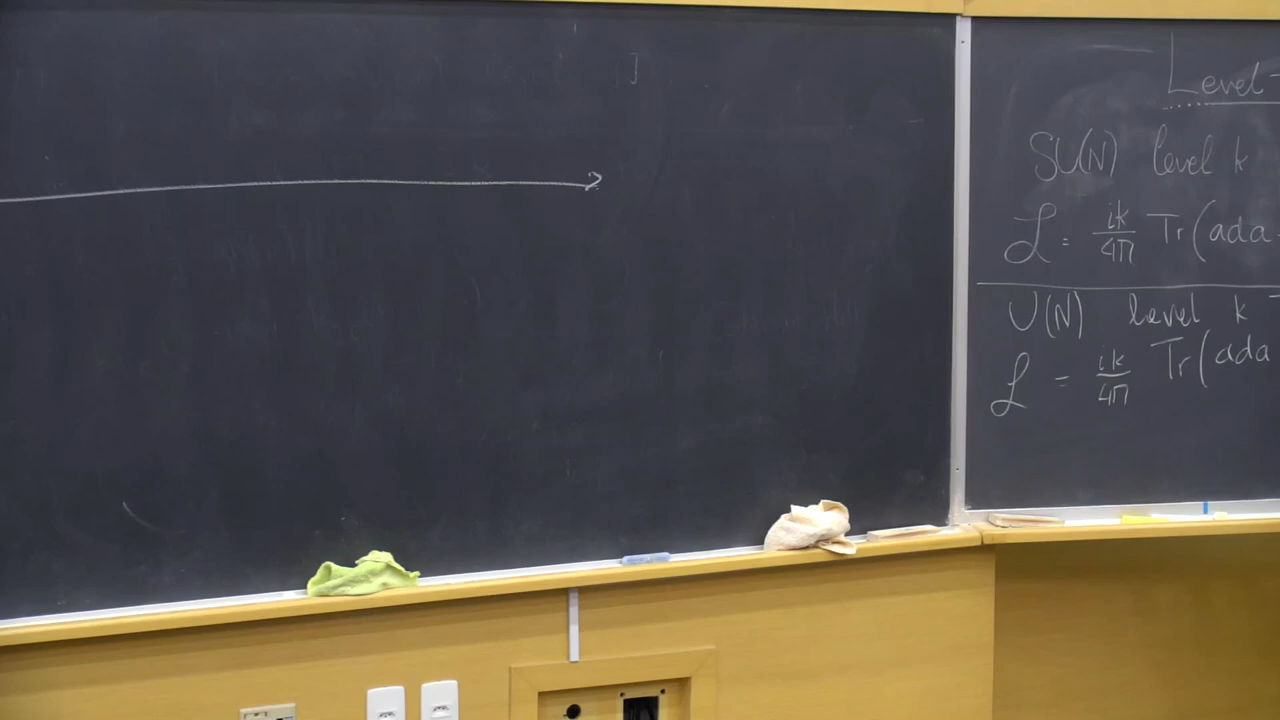 ]
Level-
SU(N) level k
ℒ = ik/4π Tr(ada
U(N) level k
ℒ = ik/4π Tr(ada